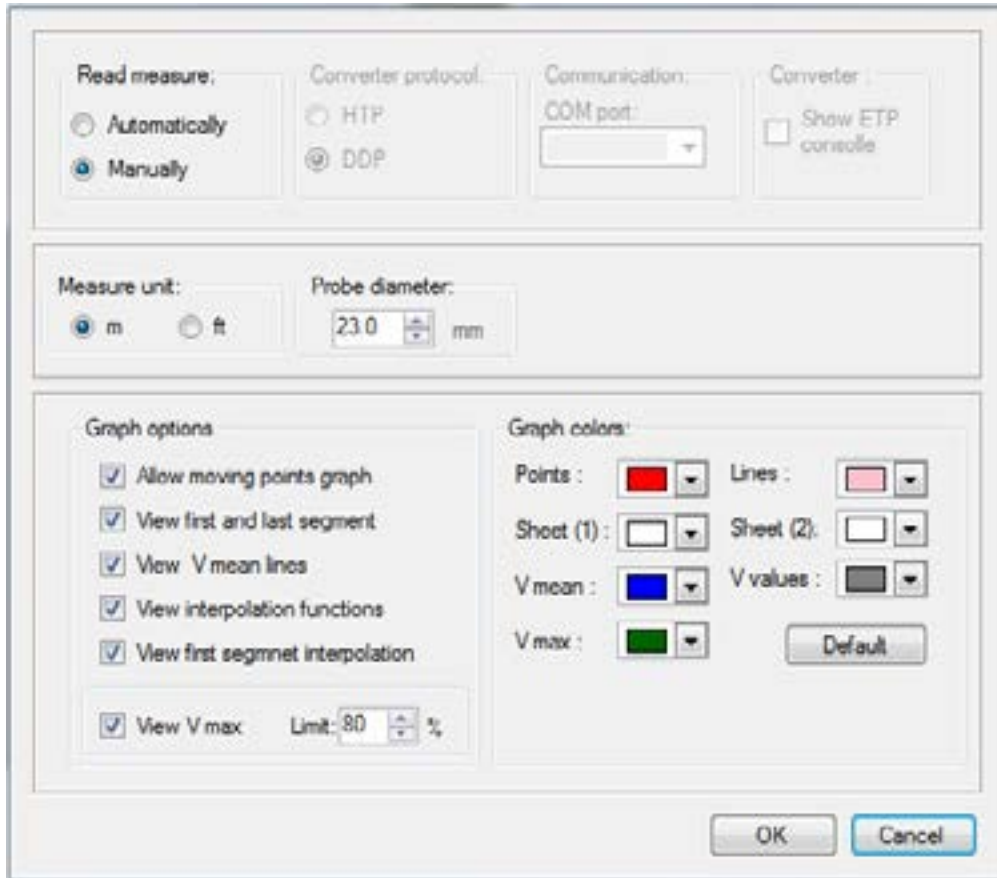 Read measure:
Automatically
Manually
Converter protocol:
HTP
DDP
Communication:
COM port:
Converter :
Show ETP
consolle
Measure unit:
m
ft
Probe diameter:
23.0
mm
Graph options
Allow moving points graph
View first and last segment
View V mean lines
View interpolation functions
View first segmnet interpolation
View V max
Limit: 80 %
Graph colors:
Points :
Lines :
Sheet (1) :
Sheet (2):
V mean :
V values :
V max :
Default
OK
Cancel